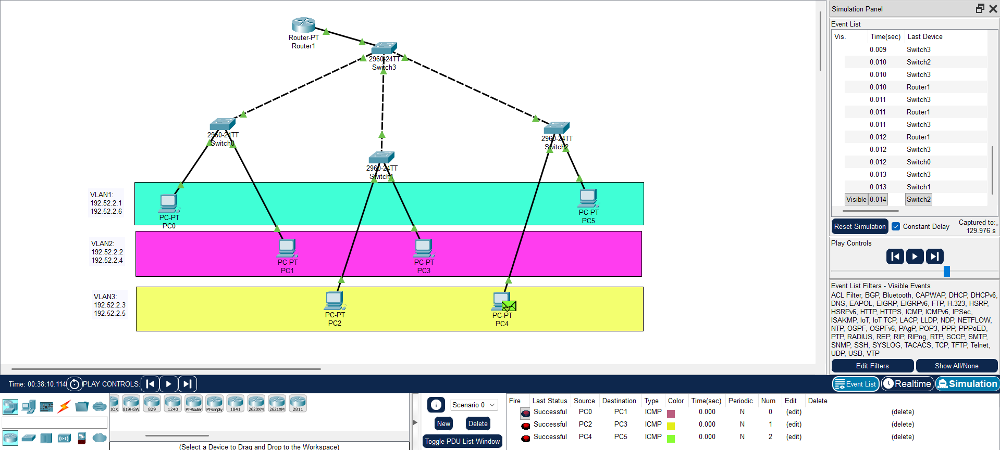 Router-PT
Router1
2960-24TT
Switch3
2960-24TT
Switch0
2960-24TT
Switch1
2960-24TT
Switch2
VLAN1:
192.52.2.1
192.52.2.6
PC-PT
PC0
PC-PT
PC5
VLAN2:
192.52.2.2
192.52.2.4
PC-PT
PC1
PC-PT
PC3
VLAN3:
192.52.2.3
192.52.2.5
PC-PT
PC2
PC-PT
PC4
Simulation Panel
Event List
Vis. Time(sec) Last Device
0.009 Switch3
0.010 Switch2
0.010 Switch3
0.010 Router1
0.011 Switch3
0.011 Router1
0.011 Switch3
0.012 Router1
0.012 Switch3
0.012 Switch0
0.013 Switch3
0.013 Switch1
Visible 0.014 Switch2
Reset Simulation Constant Delay Captured to:
129.976 s
Play Controls
Event List Filters - Visible Events
ACL Filter, BGP, Bluetooth, CAPWAP, DHCP, DHCPv6,
DNS, EAPOL, EIGRP, EIGRPv6, FTP, H.323, HSRP,
HSRPv6, HTTP, HTTPS, ICMP, ICMPv6, IPSec,
ISAKMP, IoT, IoT TCP, LACP, LLDP, NDP, NETFLOW,
NTP, OSPF, OSPFv6, PAgP, POP3, PPP, PPPoED,
PTP, RADIUS, REP, RIP, RIPng, RTP, SCCP, SMTP,
SNMP, SSH, SYSLOG, TACACS, TCP, TFTP, Telnet,
UDP, USB, VTP
Edit Filters Show All/None
Time: 00:38:10.114 PLAY CONTROLS:
Event List Realtime Simulation
IOX 819HGW 829 1240 PT-Router PT-Empty 1841 2620XM 2621XM 2811
(Select a Device to Drag and Drop to the Workspace)
Scenario 0
New Delete
Toggle PDU List Window
Fire Last Status Source Destination Type Color Time(sec) Periodic Num Edit Delete
Successful PC0 PC1 ICMP 0.000 N 0 (edit) (delete)
Successful PC2 PC3 ICMP 0.000 N 1 (edit) (delete)
Successful PC4 PC5 ICMP 0.000 N 2 (edit) (delete)